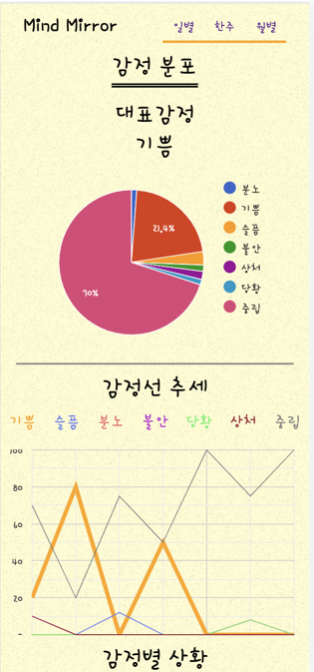 Mind Mirror
일별 한주 월별
감정 분포
대표감정
기쁨
분노
기쁨
슬픔
불안
상처
당황
중립
21.4%
70%
감정선 추세
기쁨 슬픔 분노 불안 당황 상처 중립
100
80
60
40
20
0
감정별 상황